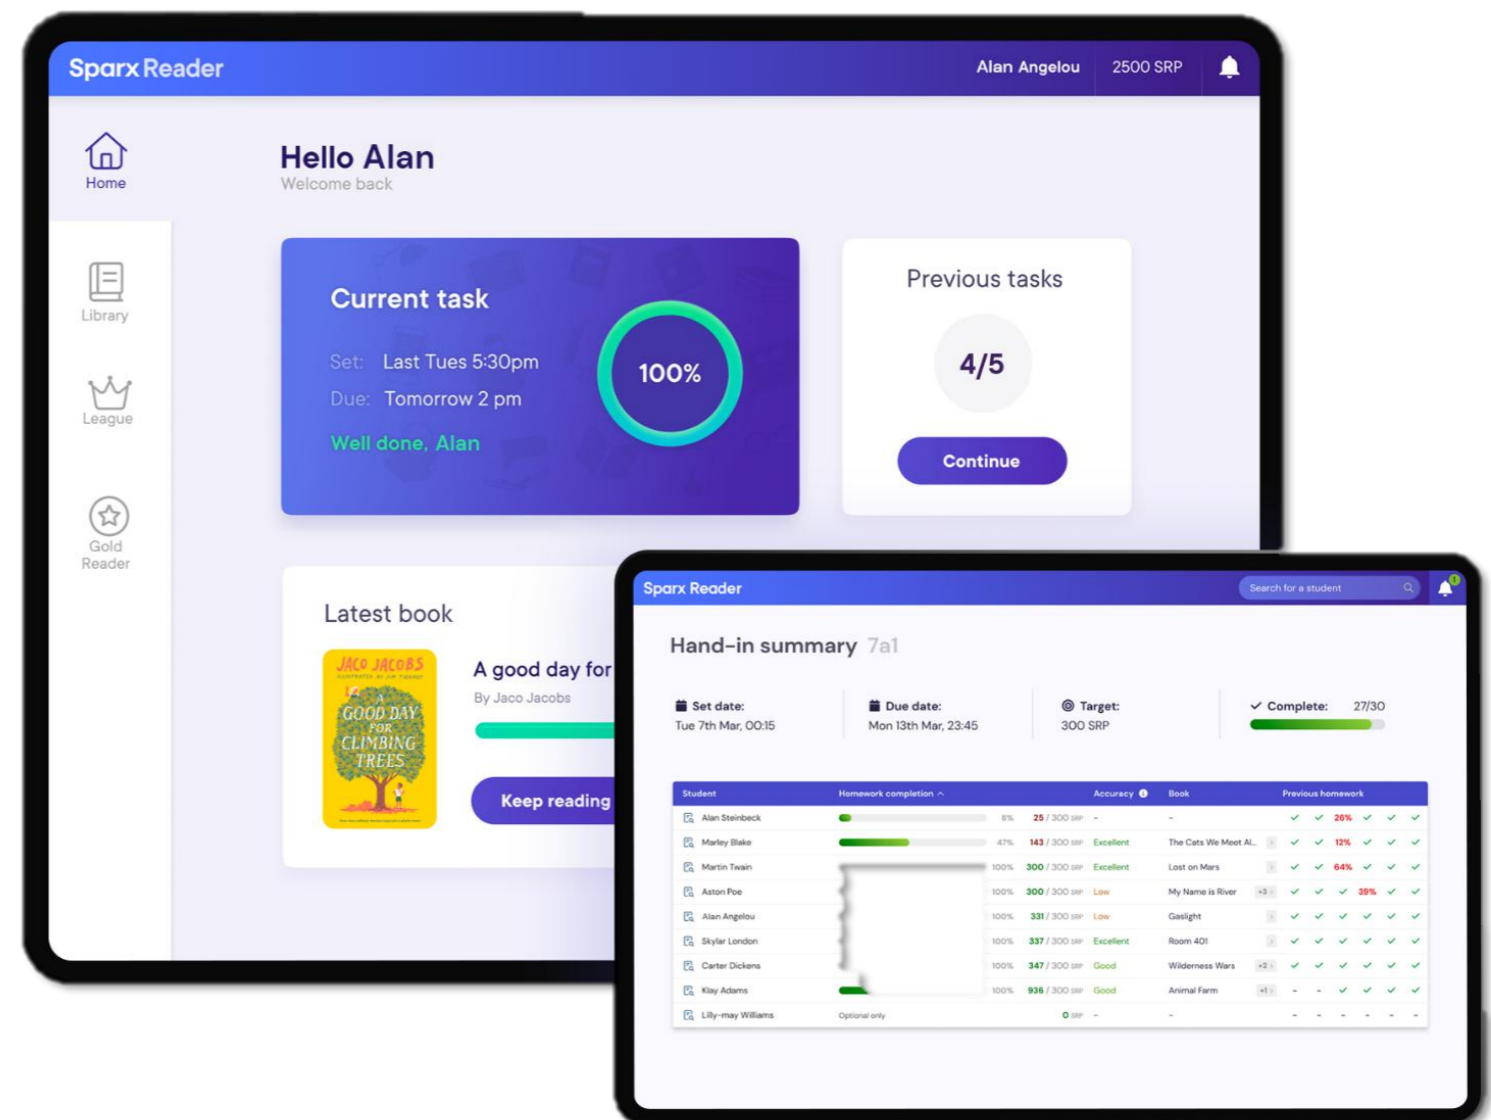 Sparx Reader
Alan Angelou
2500 SRP
Home
Hello Alan
Welcome back
Library
League
Gold
Reader
Current task
Set: Last Tues 5:30pm
Due: Tomorrow 2 pm
Well done, Alan
100%
Previous tasks
4/5
Continue
Latest book
JACO JACOBS
A
GOOD DAY
FOR
CLIMBING
TREES
A good day for
By Jaco Jacobs
Keep reading
Sparx Reader
Search for a student
Hand-in summary 7a1
Set date:
Tue 7th Mar, 00:15
Due date:
Mon 13th Mar, 23:45
Target:
300 SRP
Complete: 27/30
Student Homework completion Accuracy Book Previous homework
Alan Steinbeck 8% 25 / 300 SRP - - ✓ ✓ 26% ✓ ✓ ✓
Marley Blake 47% 143 / 300 SRP Excellent The Cats We Meet Al... ✓ ✓ 12% ✓ ✓ ✓
Martin Twain 100% 300 / 300 SRP Excellent Lost on Mars ✓ ✓ 64% ✓ ✓ ✓
Aston Poe 100% 300 / 300 SRP Low My Name is River +3 ✓ ✓ ✓ 39% ✓ ✓
Alan Angelou 100% 331 / 300 SRP Low Gaslight ✓ ✓ ✓ ✓ ✓ ✓
Skylar London 100% 337 / 300 SRP Excellent Room 401 ✓ ✓ ✓ ✓ ✓ ✓
Carter Dickens 100% 347 / 300 SRP Good Wilderness Wars +2 ✓ ✓ ✓ ✓ ✓ ✓
Klay Adams 100% 936 / 300 SRP Good Animal Farm +1 - - ✓ ✓ ✓ ✓
Lilly-may Williams Optional only 0 SRP - - - - - - - -